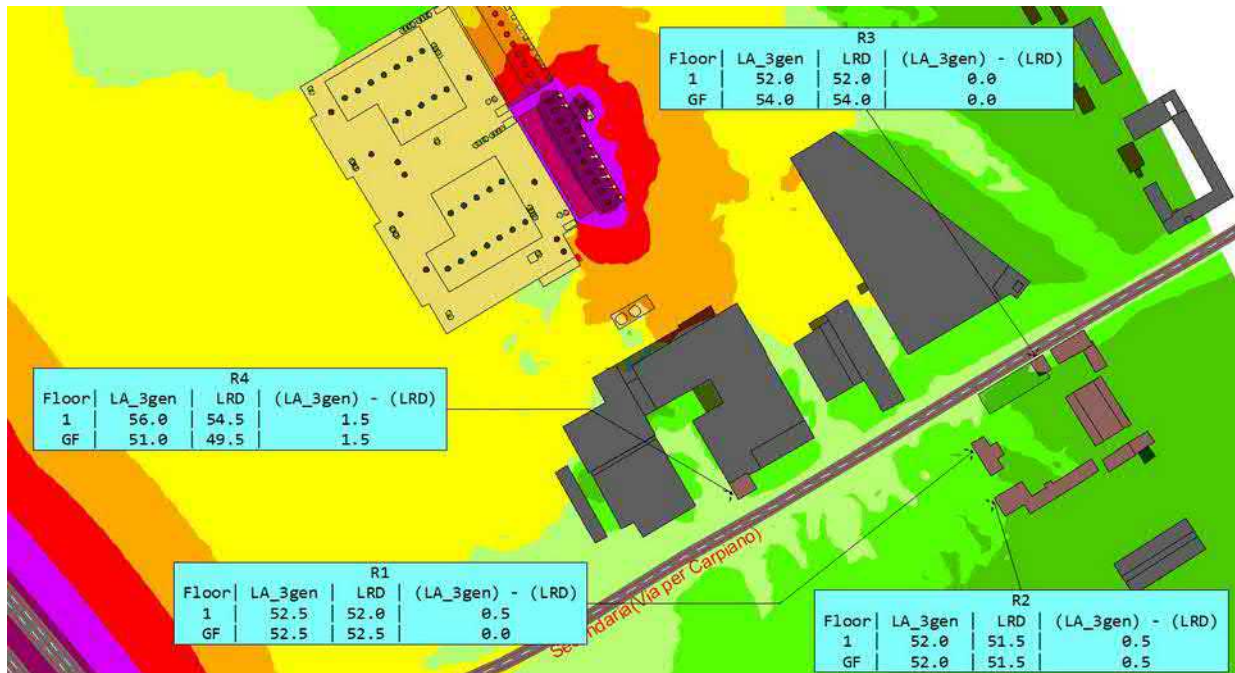 R3
Floor| LA_3gen | LRD | (LA_3gen) - (LRD)
1 | 52.0 | 52.0 | 0.0
GF | 54.0 | 54.0 | 0.0
R4
Floor| LA_3gen | LRD | (LA_3gen) - (LRD)
1 | 56.0 | 54.5 | 1.5
GF | 51.0 | 49.5 | 1.5
R1
Floor| LA_3gen | LRD | (LA_3gen) - (LRD)
1 | 52.5 | 52.0 | 0.5
GF | 52.5 | 52.5 | 0.0
(Via per Carpiano)
R2
Floor| LA_3gen | LRD | (LA_3gen) - (LRD)
1 | 52.0 | 51.5 | 0.5
GF | 52.0 | 51.5 | 0.5